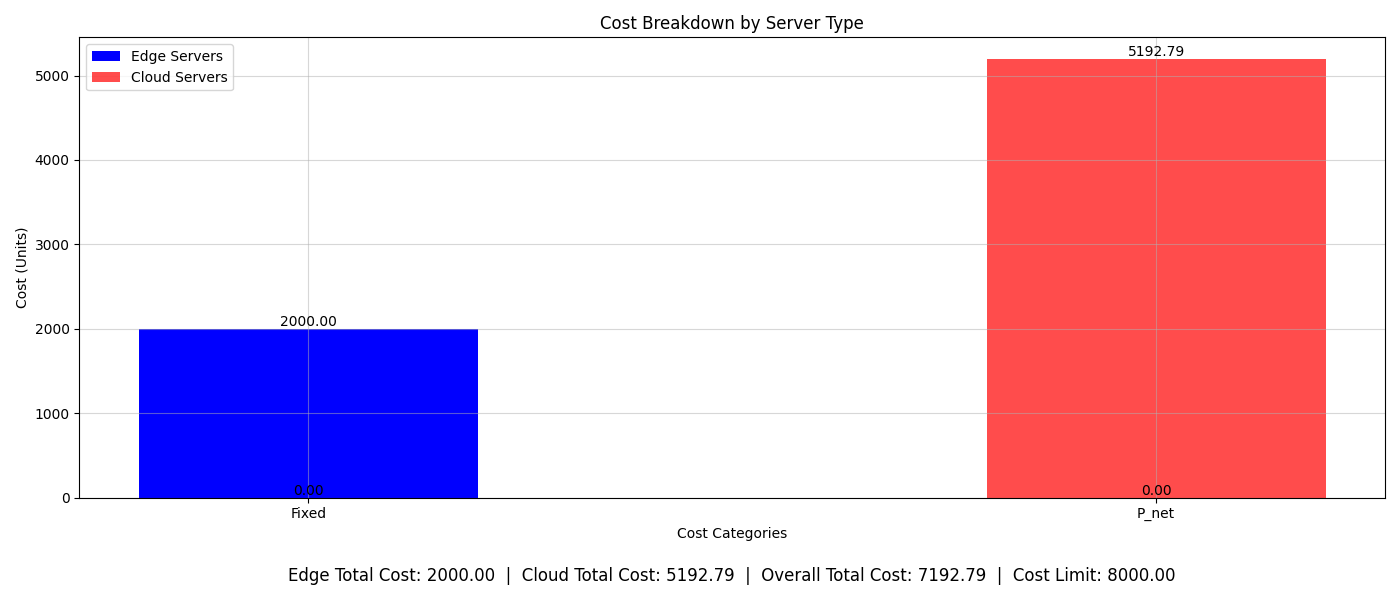 Cost Breakdown by Server Type
Edge Servers
Cloud Servers
5192.79
5000
4000
3000
2000.00
2000
1000
0.00
0.00
0
Fixed
P_net
Cost (Units)
Cost Categories
Edge Total Cost: 2000.00 | Cloud Total Cost: 5192.79 | Overall Total Cost: 7192.79 | Cost Limit: 8000.00